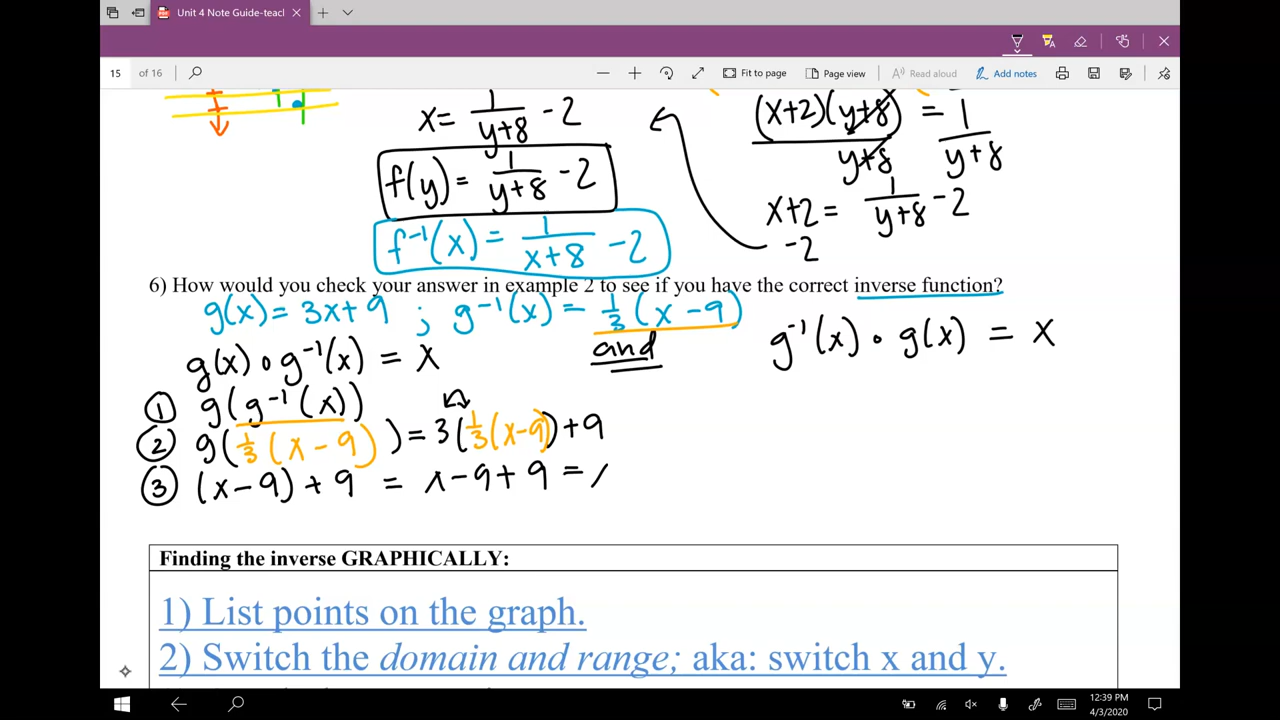 Unit 4 Note Guide-teacl
15 of 16
Fit to page
Page view
Read aloud
Add notes
x = 1/(y+8) - 2
(x+2)(y+8)/(y+8) = 1/(y+8)
f(y) = 1/(y+8) - 2
x+2 = 1/(y+8) - 2
-2
f⁻¹(x) = 1/(x+8) - 2
6) How would you check your answer in example 2 to see if you have the correct inverse function?
g(x) = 3x + 9 ; g⁻¹(x) = 1/3 (x - 9)
g(x) ∘ g⁻¹(x) = x and g⁻¹(x) ∘ g(x) = x
① g(g⁻¹(x))
② g(1/3 (x - 9)) = 3(1/3(x-9)) + 9
③ (x - 9) + 9 = x - 9 + 9 =
Finding the inverse GRAPHICALLY:
1) List points on the graph.
2) Switch the domain and range; aka: switch x and y.
12:39 PM
4/3/2020